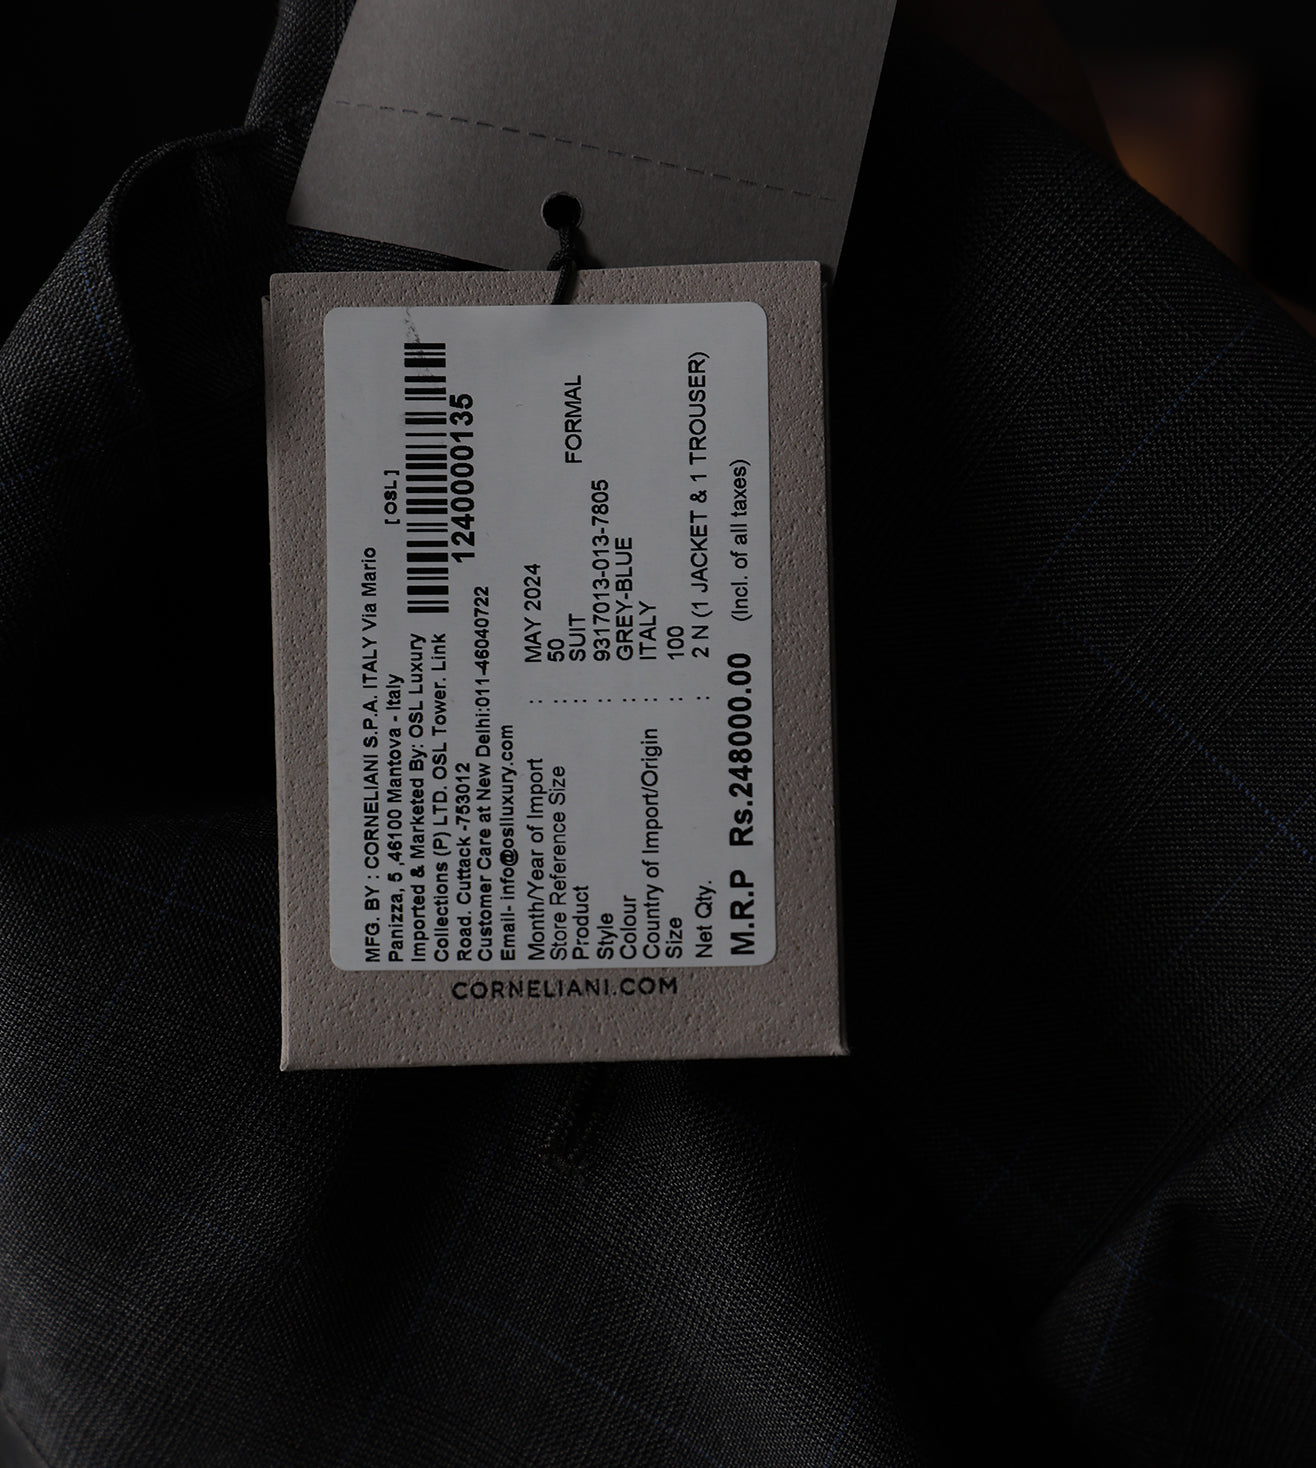 MFG. BY : CORNELIANI S.P.A. ITALY Via Mario
Panizza, 5 ,46100 Mantova - Italy
[ OSL ]
Imported & Marketed By: OSL Luxury
Collections (P) LTD. OSL Tower. Link
Road. Cuttack -753012
1240000135
Customer Care at New Delhi:011-46040722
Email- info@oslluxury.com
Month/Year of Import : MAY 2024
Store Reference Size : 50
Product : SUIT FORMAL
Style : 9317013-013-7805
Colour : GREY-BLUE
Country of Import/Origin : ITALY
Size : 100
Net Qty. : 2 N (1 JACKET & 1 TROUSER)
M.R.P Rs.248000.00 (Incl. of all taxes)
CORNELIANI.COM